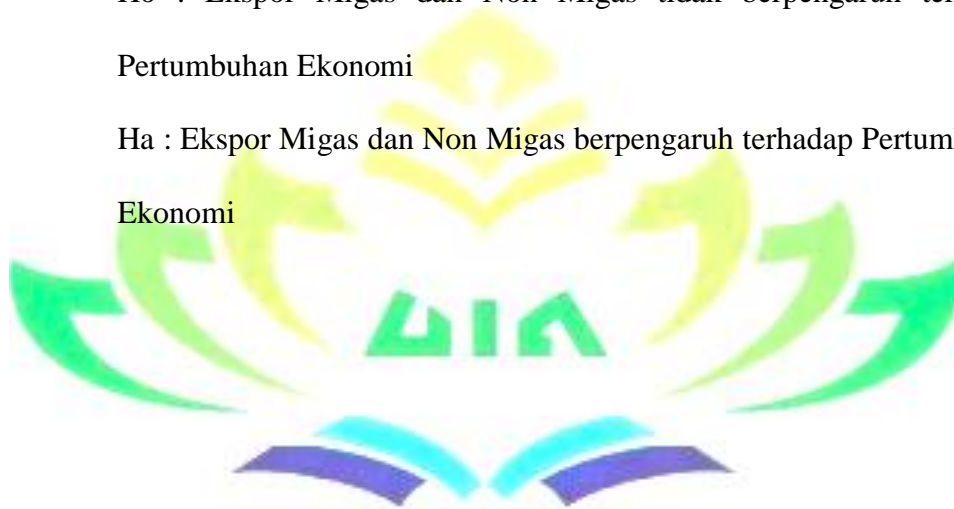 Ho : Ekspor Migas dan Non Migas tidak berpengaruh
Pertumbuhan Ekonomi
Ha : Ekspor Migas dan Non Migas berpengaruh terhadap
Ekonomi
UIN